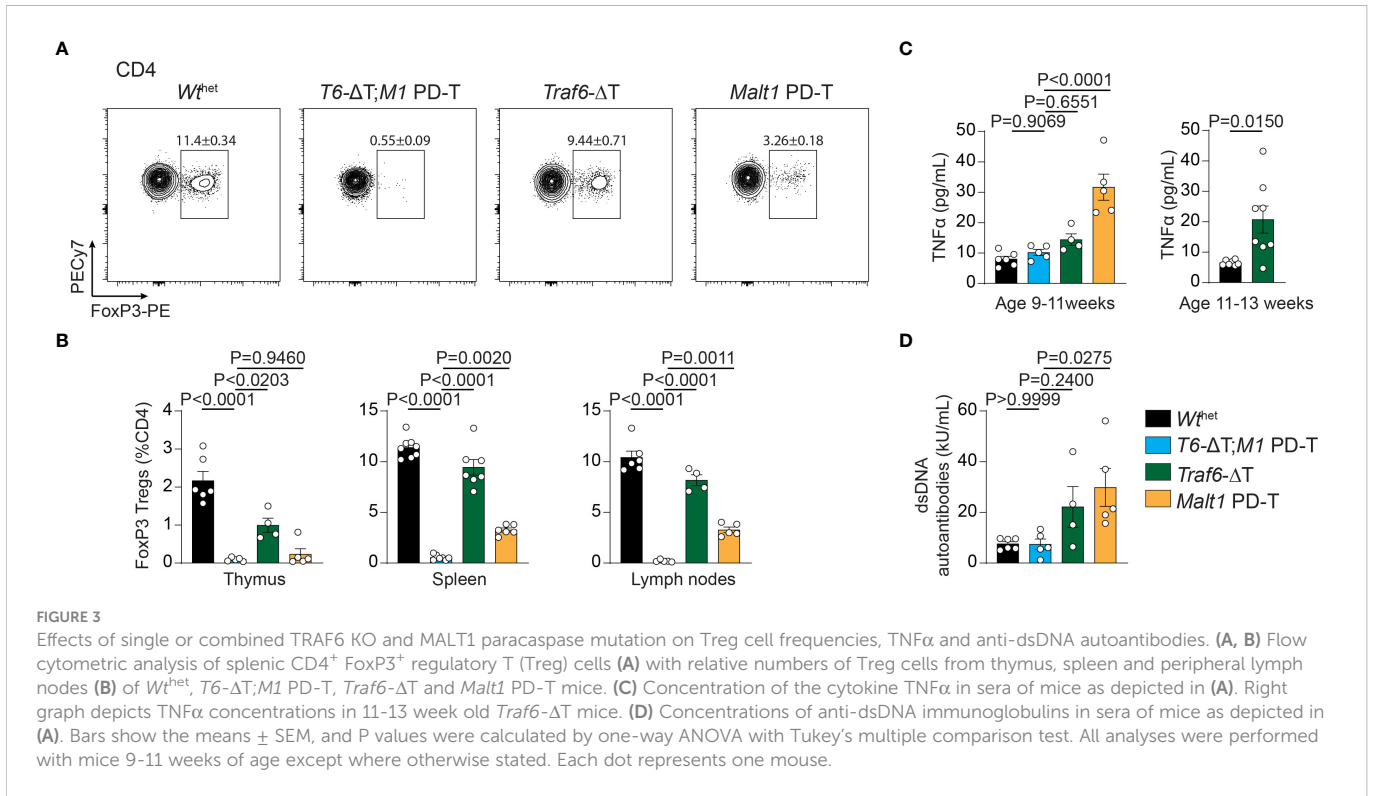 A
CD4
Wt^het
T6-ΔT;M1 PD-T
Traf6-ΔT
Malt1 PD-T
11.4±0.34
0.55±0.09
9.44±0.71
3.26±0.18
PECy7
FoxP3-PE
B
P=0.9460
P<0.0203
P<0.0001
P=0.0020
P<0.0001
P<0.0001
P=0.0011
P<0.0001
P<0.0001
FoxP3 Tregs (%CD4)
4
3
2
1
0
Thymus
15
10
5
0
Spleen
15
10
5
0
Lymph nodes
C
P<0.0001
P=0.6551
P=0.9069
TNFα (pg/mL)
50
40
30
20
10
0
Age 9-11weeks
P=0.0150
TNFα (pg/mL)
50
40
30
20
10
0
Age 11-13 weeks
D
P=0.0275
P=0.2400
P>0.9999
dsDNA
autoantibodies (kU/mL)
60
40
20
0
Wt^het
T6-ΔT;M1 PD-T
Traf6-ΔT
Malt1 PD-T
FIGURE 3
Effects of single or combined TRAF6 KO and MALT1 paracaspase mutation on Treg cell frequencies, TNFα and anti-dsDNA autoantibodies. (A, B) Flow
cytometric analysis of splenic CD4⁺ FoxP3⁺ regulatory T (Treg) cells (A) with relative numbers of Treg cells from thymus, spleen and peripheral lymph
nodes (B) of Wt^het, T6-ΔT;M1 PD-T, Traf6-ΔT and Malt1 PD-T mice. (C) Concentration of the cytokine TNFα in sera of mice as depicted in (A). Right
graph depicts TNFα concentrations in 11-13 week old Traf6-ΔT mice. (D) Concentrations of anti-dsDNA immunoglobulins in sera of mice as depicted in
(A). Bars show the means ± SEM, and P values were calculated by one-way ANOVA with Tukey's multiple comparison test. All analyses were performed
with mice 9-11 weeks of age except where otherwise stated. Each dot represents one mouse.